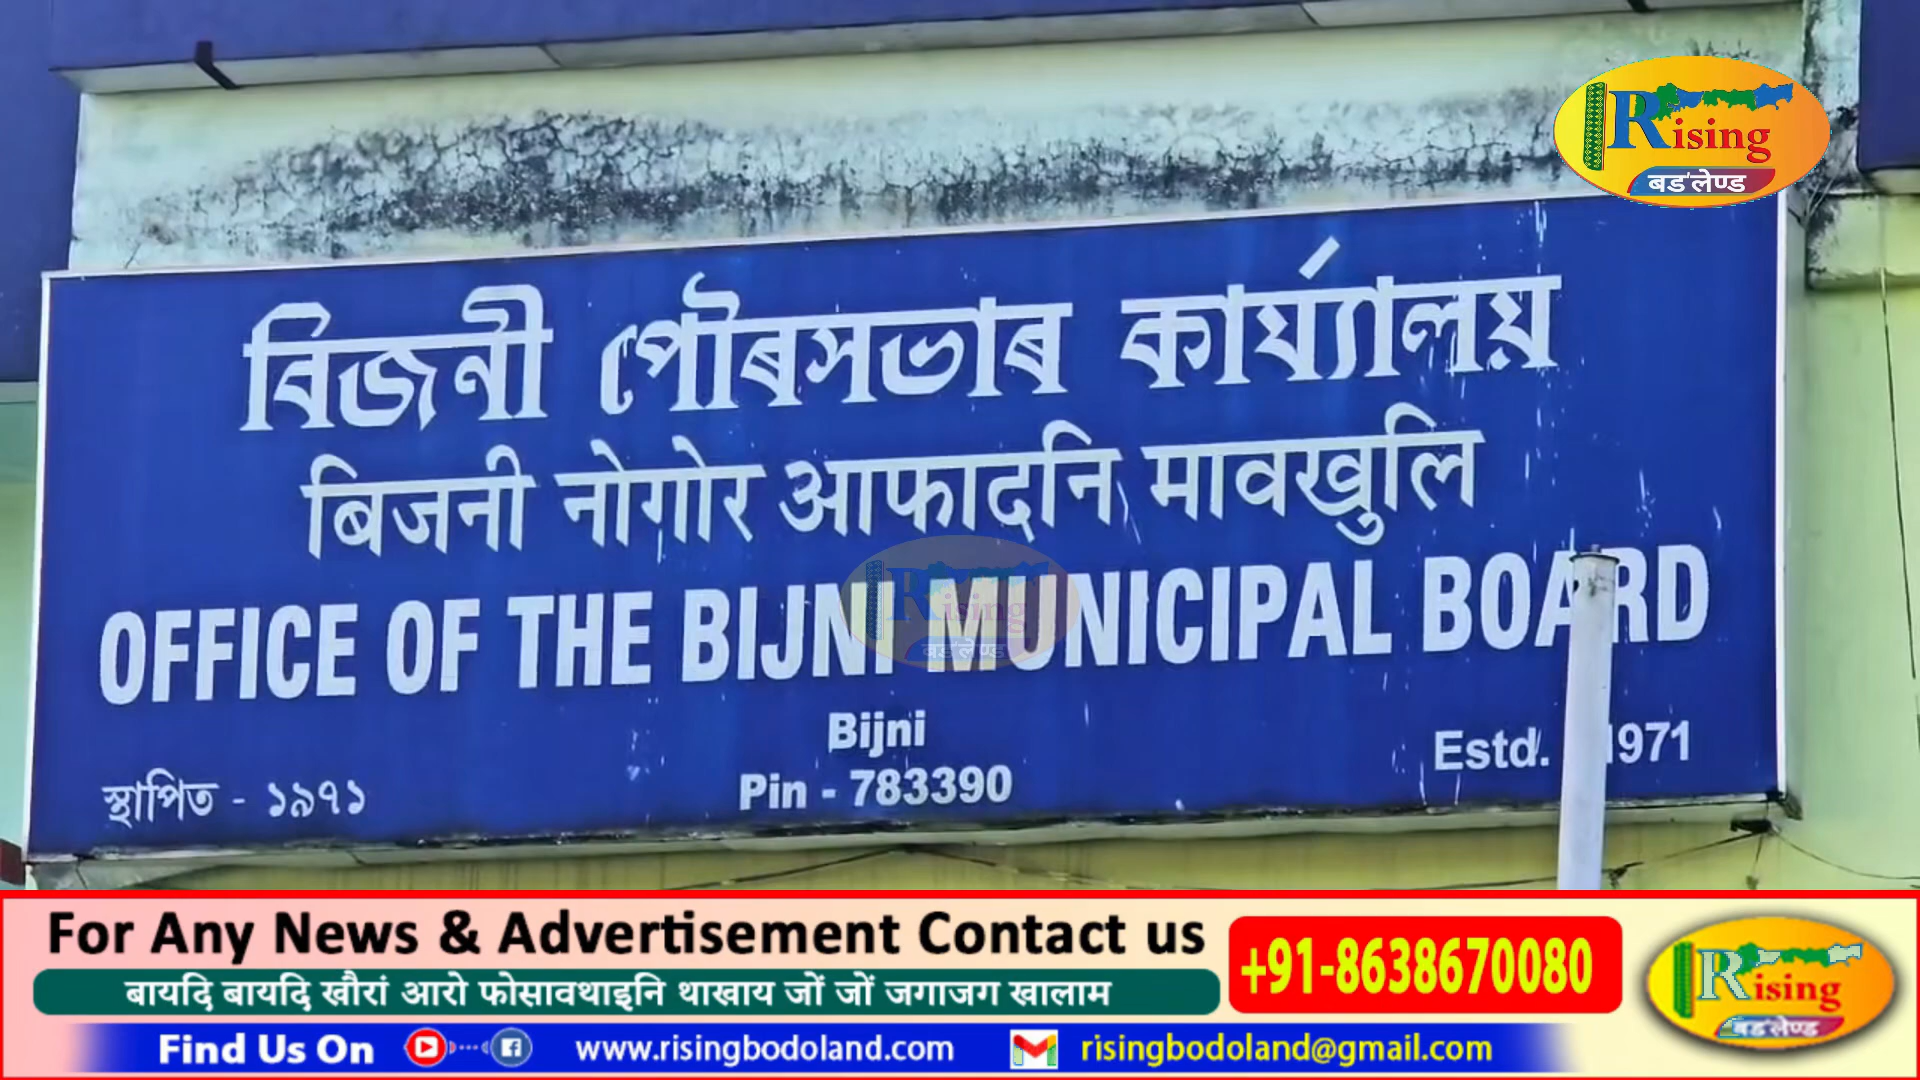 Rising
बड'लेण्ड
বিজনী পৌৰসভাৰ কাৰ্য্যালয়
बिजनी नोगोर आफादनि मावखुलि
OFFICE OF THE BIJNI MUNICIPAL BOARD
Rising
बड'लेण्ड
Bijni
Pin - 783390
Estd. 1971
স্থাপিত - ১৯৭১
For Any News & Advertisement Contact us
+91-8638670080
बायदि बायदि खौरां आरो फोसावथाइनि थाखाय जों जों जगाजग खालाम
Rising
बड'लेण्ड
Find Us On www.risingbodoland.com risingbodoland@gmail.com